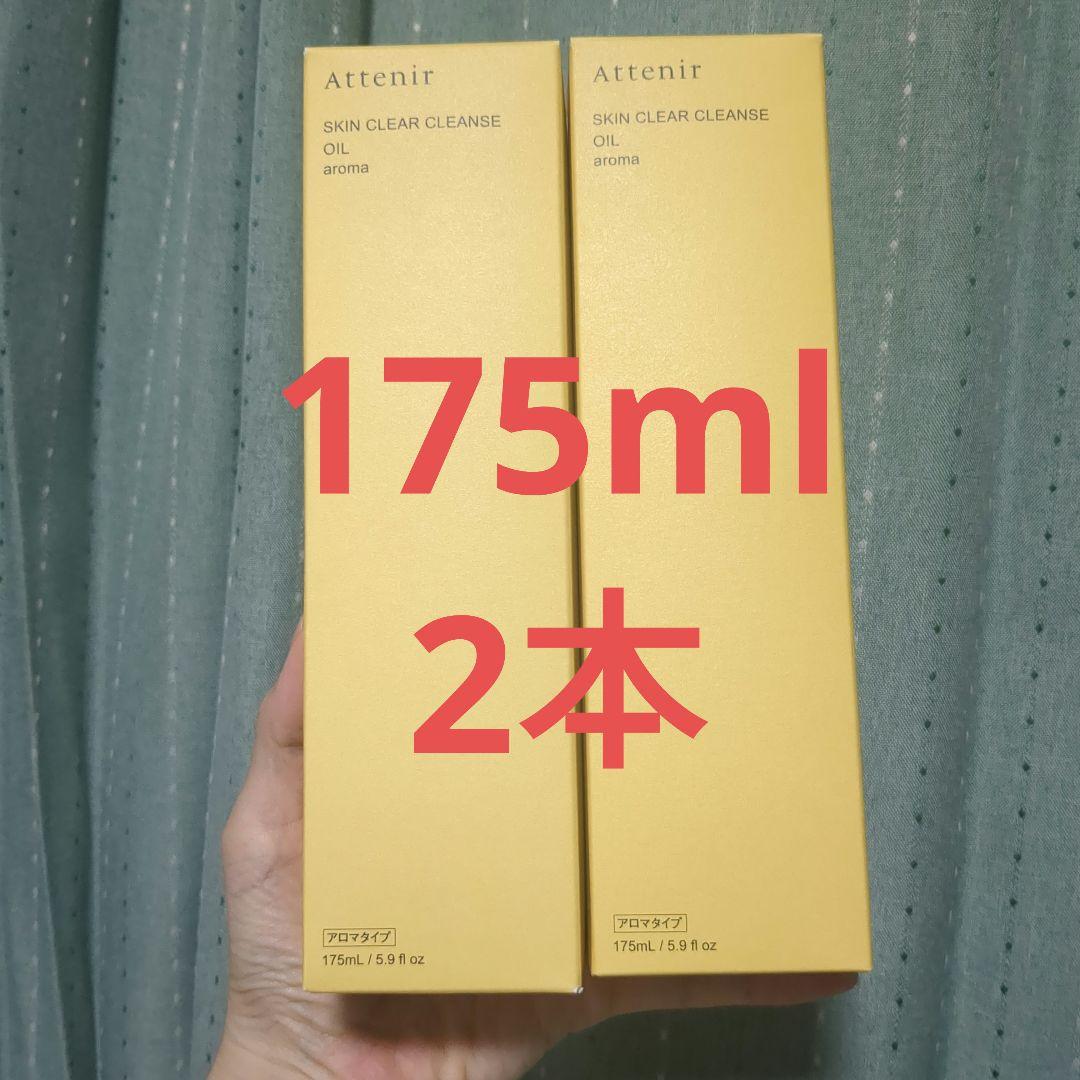 Attenir
SKIN CLEAR CLEANSE
OIL
aroma
アロマタイプ
175mL / 5.9 fl oz
Attenir
SKIN CLEAR CLEANSE
OIL
aroma
アロマタイプ
175mL / 5.9 fl oz
175ml
2本